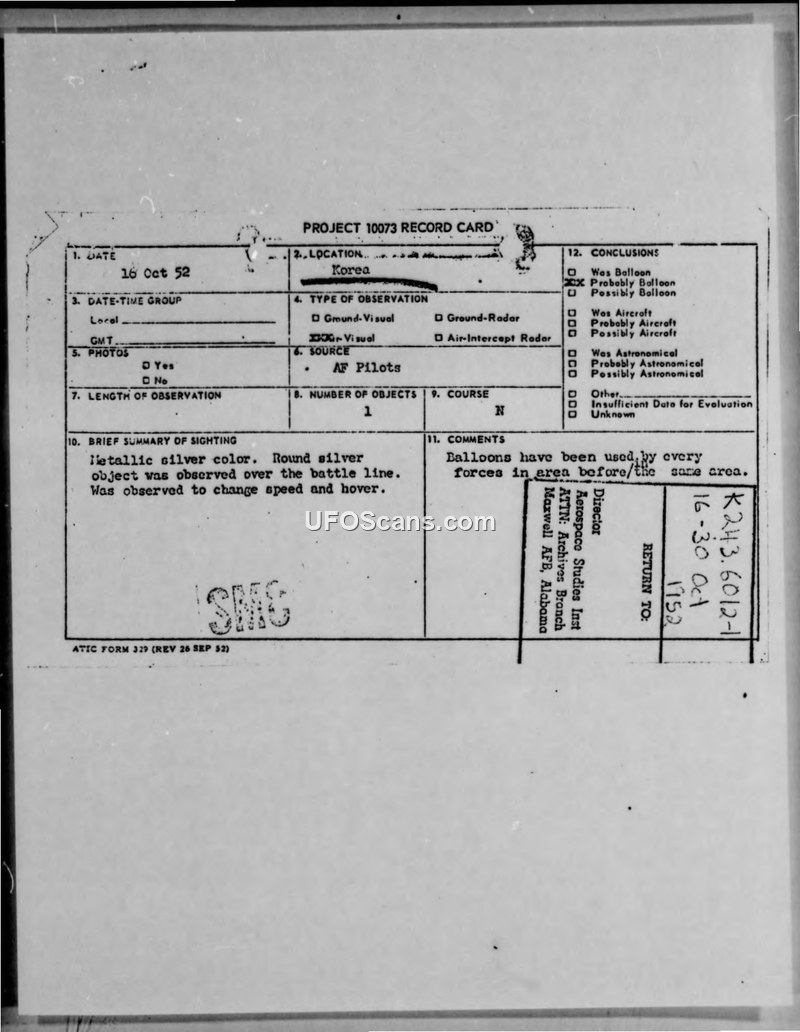 PROJECT 10073 RECORD CARD
1. DATE
16 Oct 52
2. LOCATION
Korea
12. CONCLUSIONS
□ Was Balloon
XXX Probably Balloon
□ Possibly Balloon
□ Was Aircraft
□ Probably Aircraft
□ Possibly Aircraft
□ Was Astronomical
□ Probably Astronomical
□ Possibly Astronomical
□ Other
□ Insufficient Data for Evaluation
□ Unknown
3. DATE-TIME GROUP
Local
GMT
4. TYPE OF OBSERVATION
□ Ground-Visual □ Ground-Radar
XXXXr-Visual □ Air-Intercept Radar
5. PHOTOS
□ Yes
□ No
6. SOURCE
AF Pilots
7. LENGTH OF OBSERVATION
8. NUMBER OF OBJECTS
1
9. COURSE
N
10. BRIEF SUMMARY OF SIGHTING
Metallic silver color. Round silver
object was observed over the battle line.
Was observed to change speed and hover.
11. COMMENTS
Balloons have been used by every
forces in area before/the same area.
UFOScans.com
SMC
RETURN TO:
Director
Aerospace Studies Inst
ATTN: Archives Branch
Maxwell AFB, Alabama
K243.6012-1
16-30 Oct
1952
ATIC FORM 329 (REV 26 SEP 52)